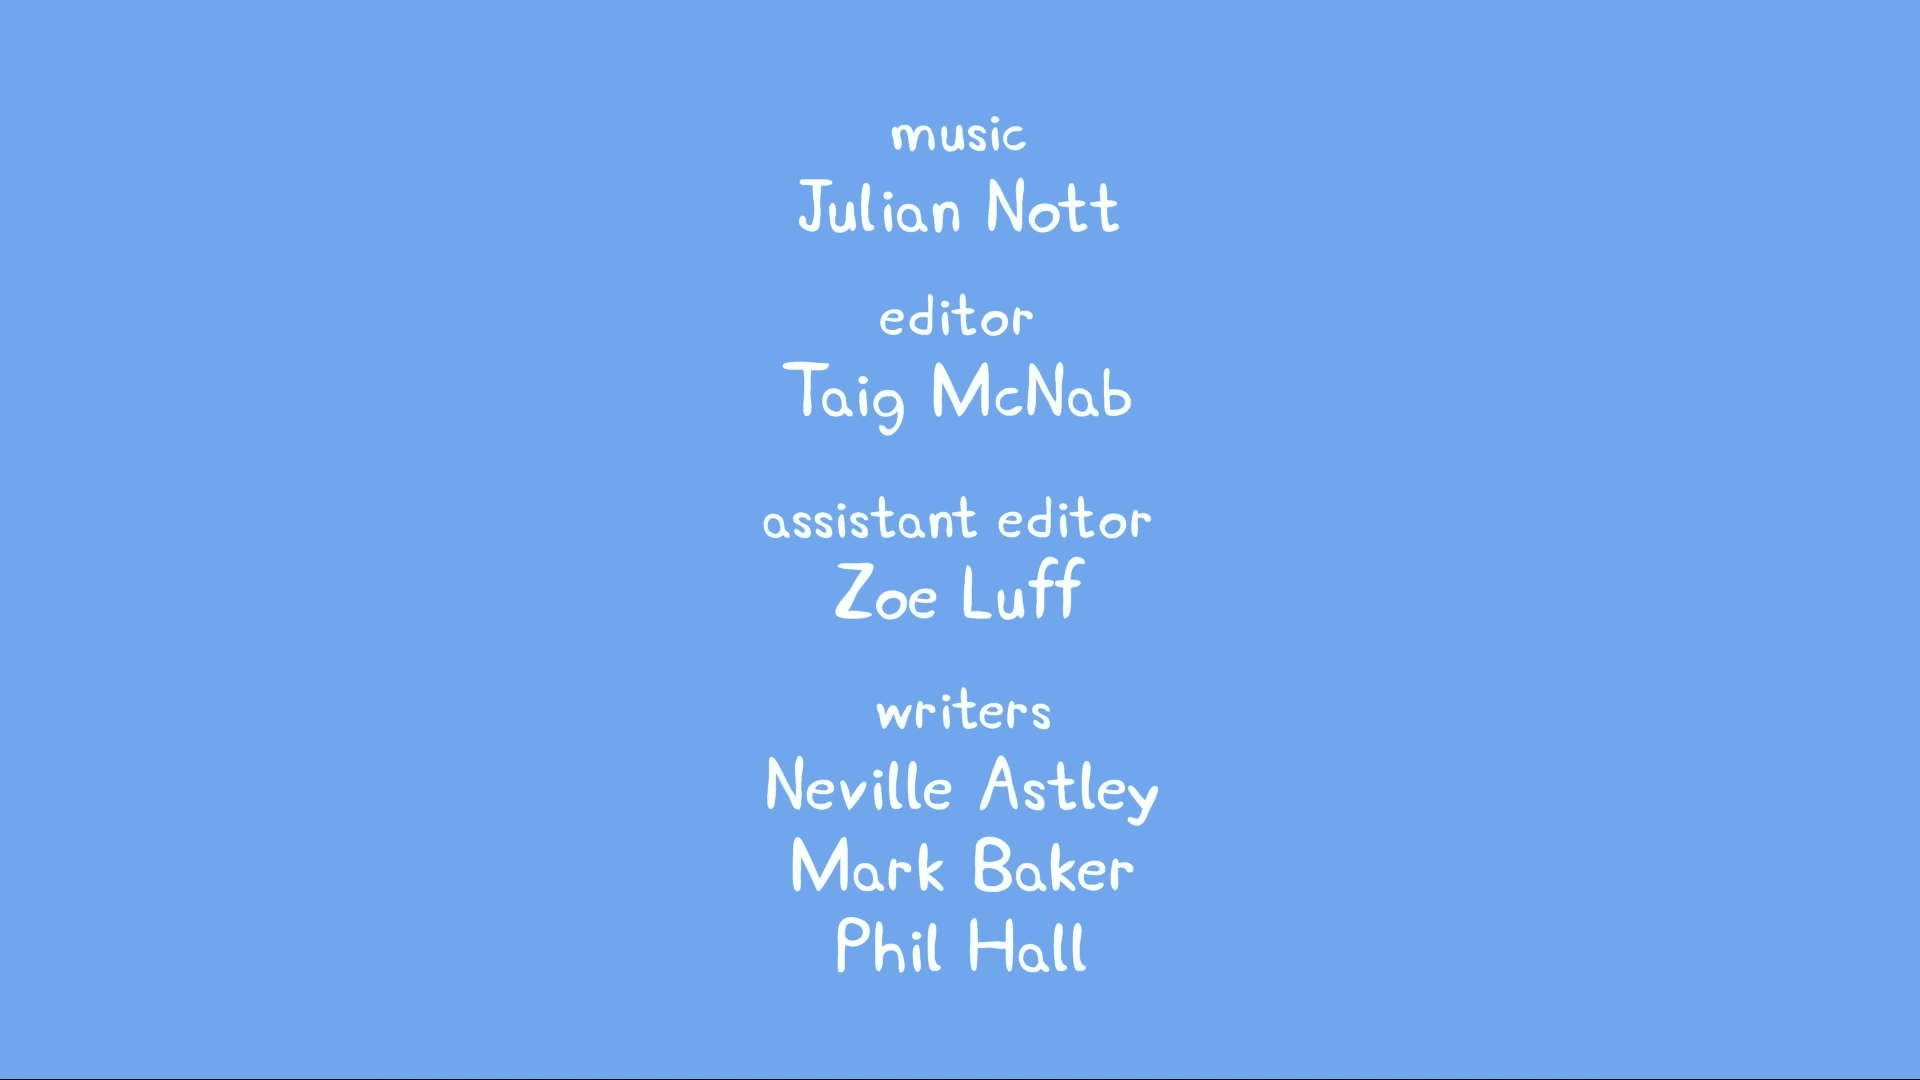 music
Julian Nott
editor
Taig McNab
assistant editor
Zoe Luff
writers
Neville Astley
Mark Baker
Phil Hall